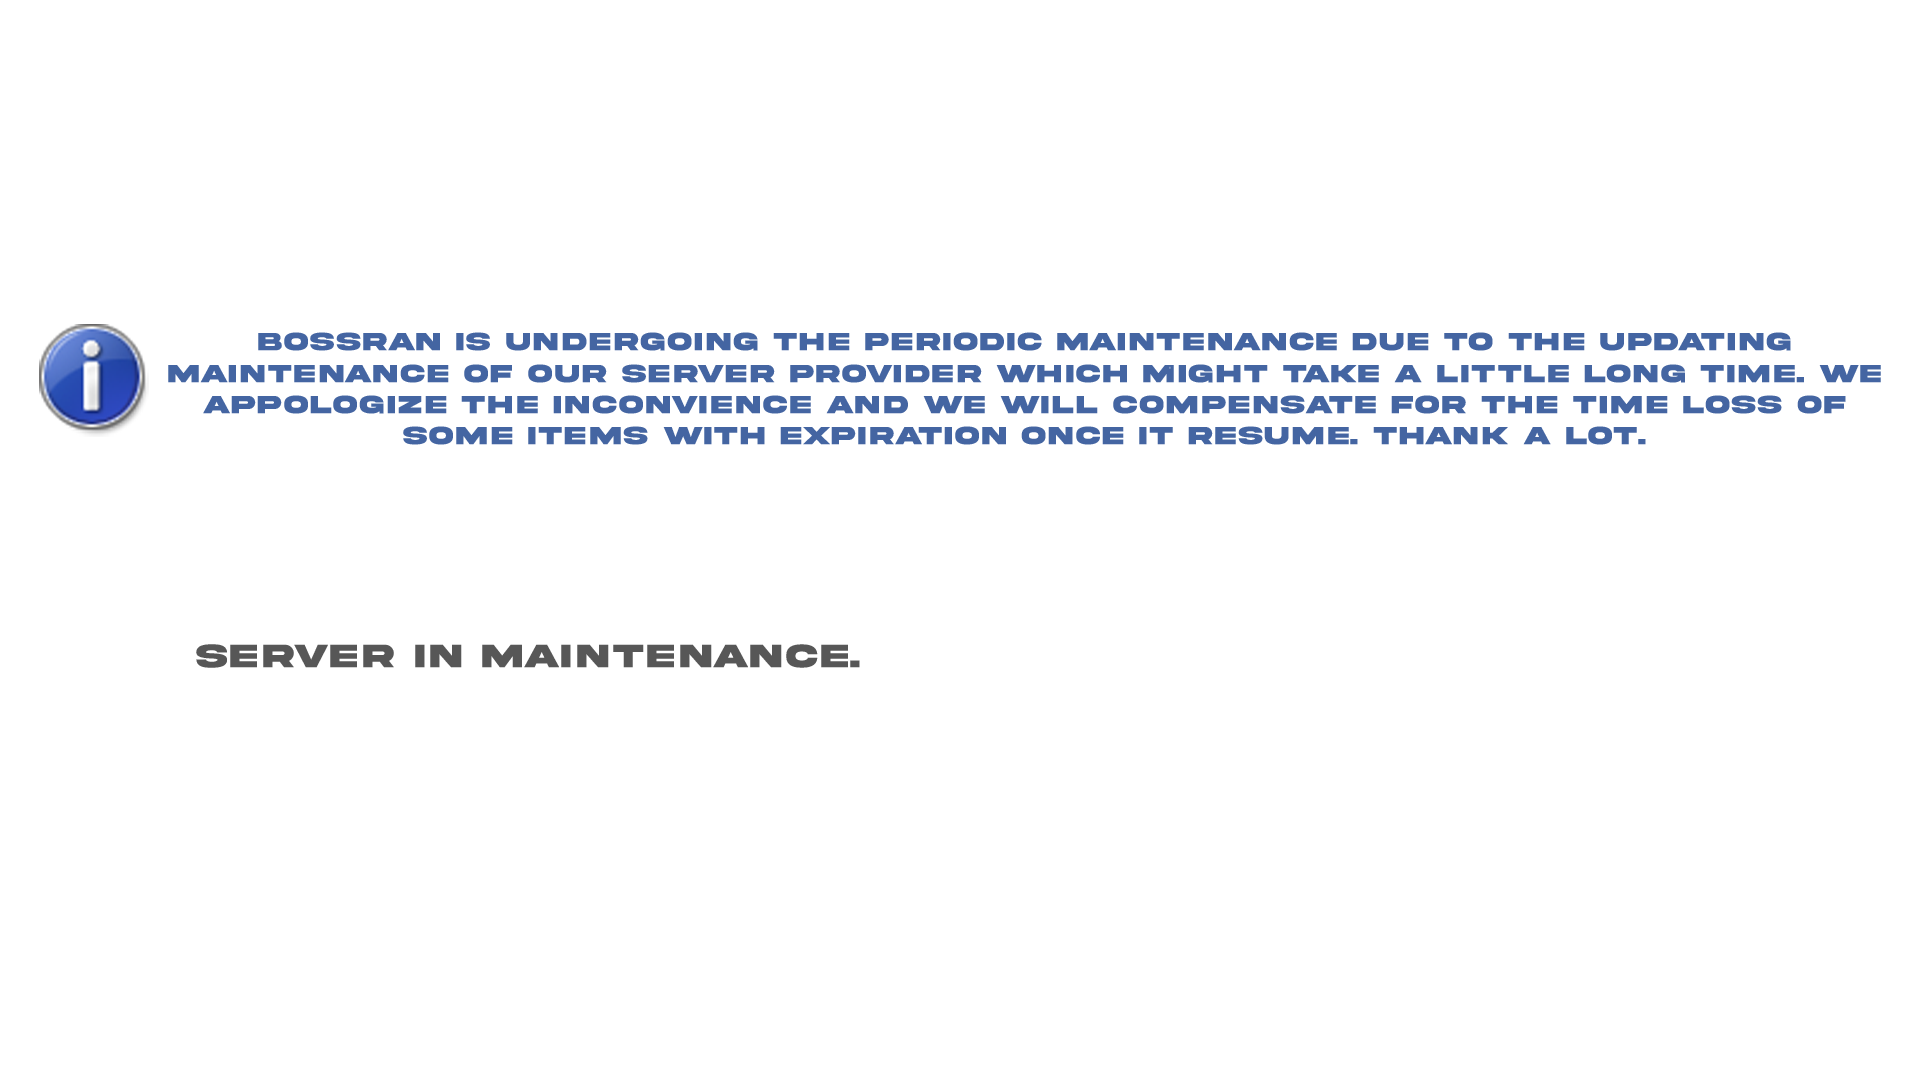 BOSSRAN IS UNDERGOING THE PERIODIC MAINTENANCE DUE TO THE UPDATING
MAINTENANCE OF OUR SERVER PROVIDER WHICH MIGHT TAKE A LITTLE LONG TIME. WE
APPOLOGIZE THE INCONVIENCE AND WE WILL COMPENSATE FOR THE TIME LOSS OF
SOME ITEMS WITH EXPIRATION ONCE IT RESUME. THANK A LOT.
SERVER IN MAINTENANCE.